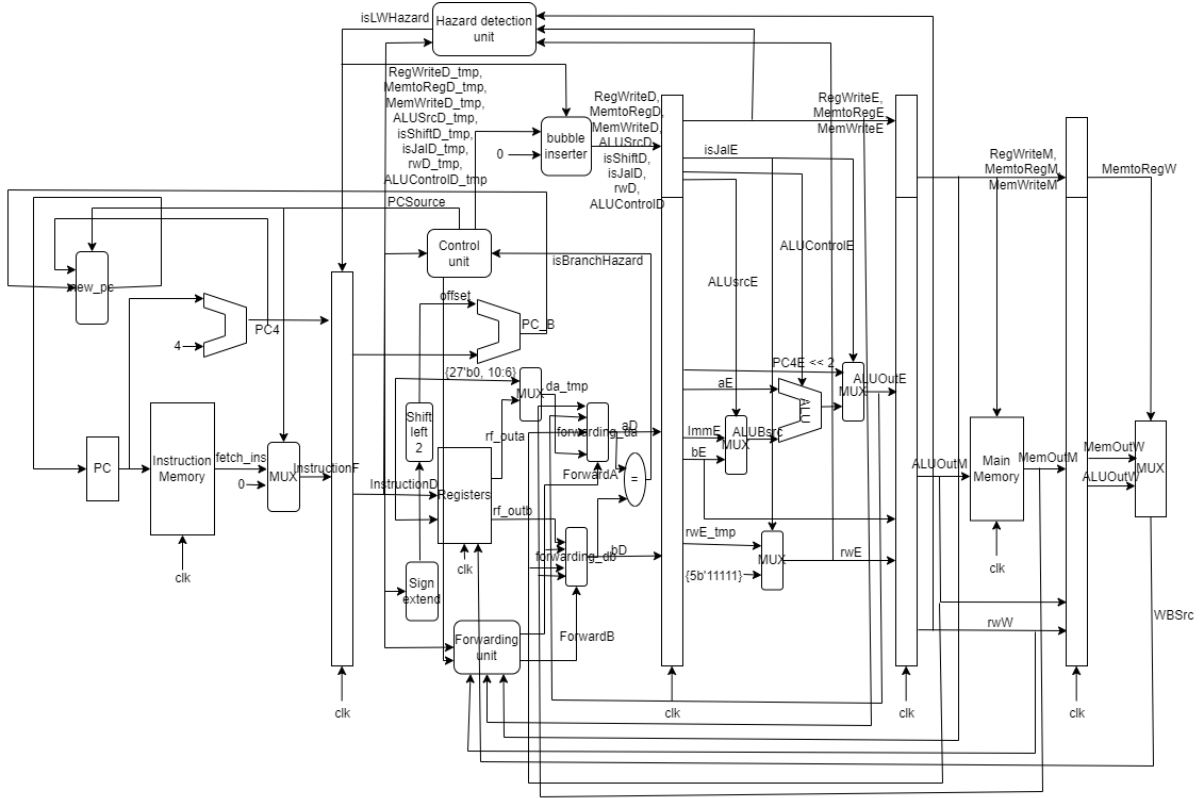 isLWHazard
Hazard detection
unit
RegWriteD_tmp,
MemtoRegD_tmp,
MemWriteD_tmp,
ALUSrcD_tmp,
isShiftD_tmp,
isJalD_tmp,
rwD_tmp,
ALUControlD_tmp
bubble
inserter
0
RegWriteD,
MemtoRegD,
MemWriteD,
ALUSrcD,
isShiftD,
isJalD,
rwD,
ALUControlD
isJalE
RegWriteE,
MemtoRegE
MemWriteE
RegWriteM,
MemtoRegM
MemWriteM
MemtoRegW
PCSource
Control
unit
isBranchHazard
ALUControlE
ALUsrcE
new_pc
offset
PC4
4
PC_B
{27'b0, 10:6}
MUX
da_tmp
PC4E << 2
MUX
ALUOutE
aE
ALU
Shift
left
2
forwarding_da
aD
ImmE
MUX
ALUBsrc
bE
PC
Instruction
Memory
fetch_ins
0
MUX
InstructionF
InstructionD
Registers
rf_outa
ForwardA
=
ALUOutM
Main
Memory
MemOutM
MemOutW
ALUOutW
MUX
rf_outb
forwarding_db
bD
rwE_tmp
MUX
rwE
{5b'11111}
clk
clk
clk
Sign
extend
Forwarding
unit
ForwardB
rwW
WBSrc
clk
clk
clk
clk